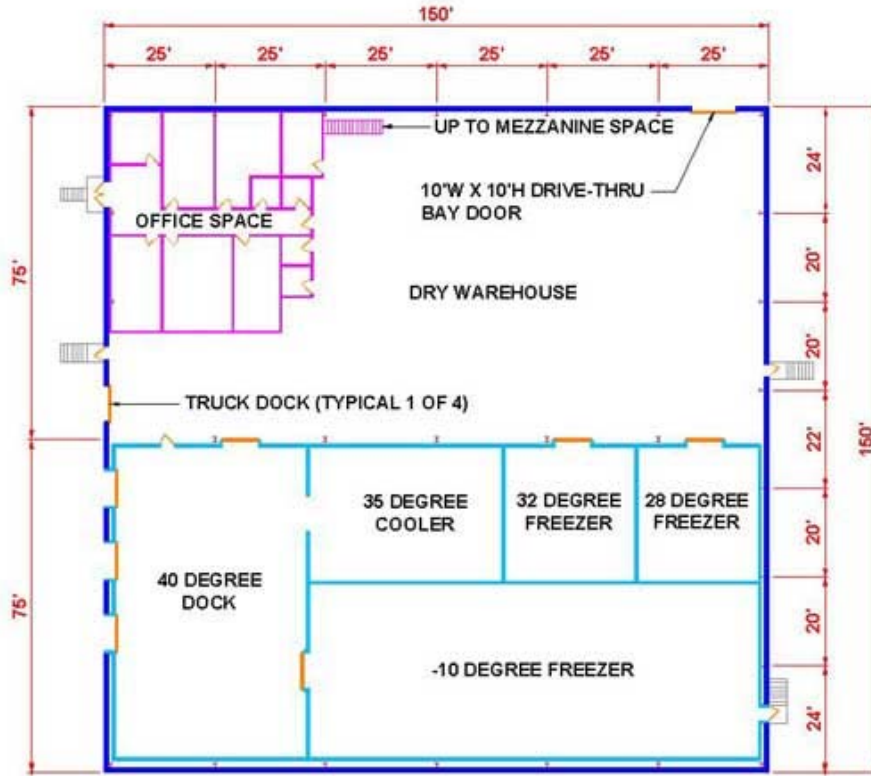 150'
25'
25'
25'
25'
25'
25'
UP TO MEZZANINE SPACE
10'W X 10'H DRIVE-THRU
BAY DOOR
OFFICE SPACE
DRY WAREHOUSE
TRUCK DOCK (TYPICAL 1 OF 4)
35 DEGREE
COOLER
32 DEGREE
FREEZER
28 DEGREE
FREEZER
40 DEGREE
DOCK
-10 DEGREE FREEZER
75'
75'
24'
20'
20'
22'
20'
20'
24'
150'